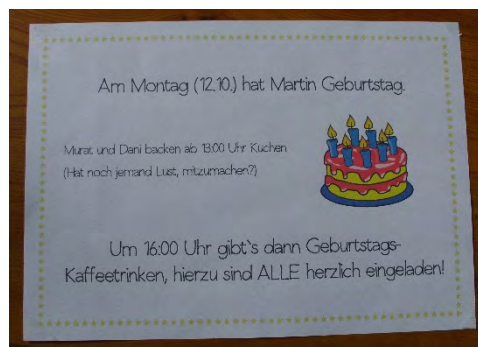 Am Montag (12.10.) hat Martin Geburtstag.
Murat und Dani backen ab 13:00 Uhr Kuchen
(Hat noch jemand Lust, mitzumachen?)
Um 16:00 Uhr gibt`s dann Geburtstags-
Kaffeetrinken, hierzu sind ALLE herzlich eingeladen!